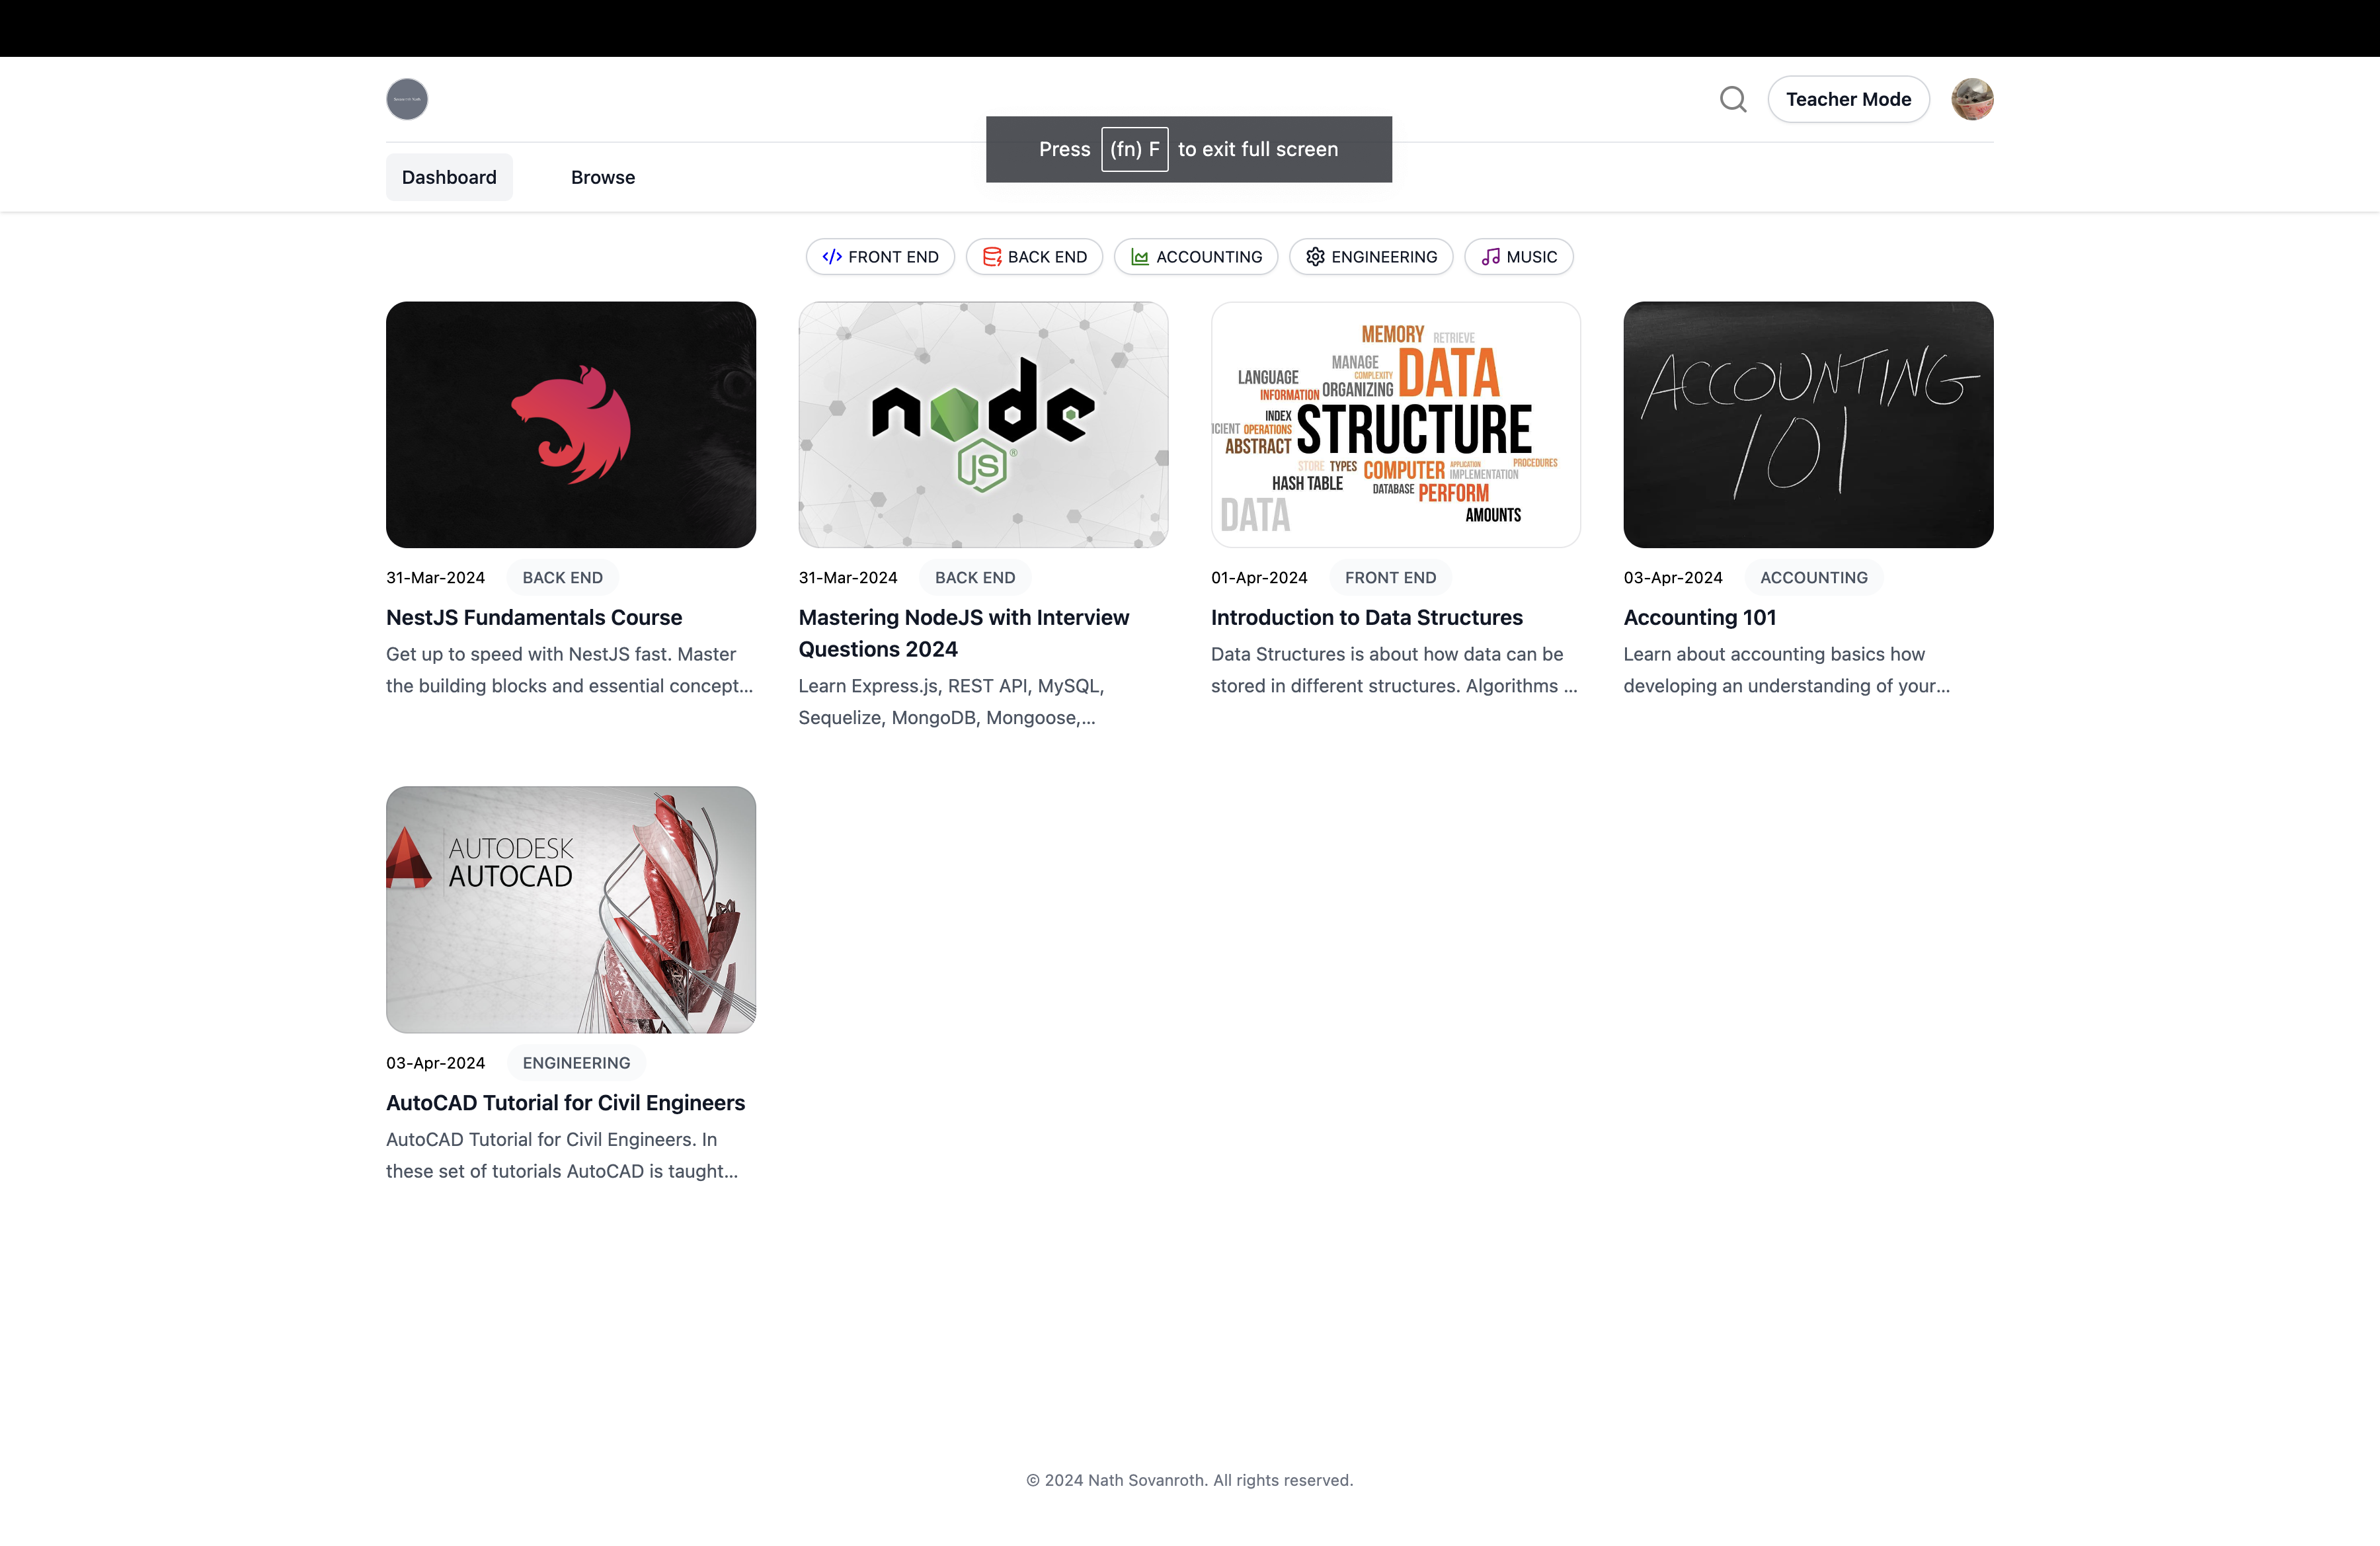 Teacher Mode
Press (fn) F to exit full screen
Dashboard
Browse
FRONT END
BACK END
ACCOUNTING
ENGINEERING
MUSIC
node
JS
®
MEMORY
RETRIEVE
MANAGE
DATA
COMPLEXITY
LANGUAGE
INFORMATION
ORGANIZING
INDEX
STRUCTURE
ICIENT
OPERATIONS
ABSTRACT
STORE
TYPES
COMPUTER
APPLICATION
PROCEDURES
IMPLEMENTATION
HASH TABLE
DATABASE
PERFORM
DATA
AMOUNTS
ACCOUNTING
101
31-Mar-2024 BACK END
NestJS Fundamentals Course
Get up to speed with NestJS fast. Master
the building blocks and essential concept...
31-Mar-2024 BACK END
Mastering NodeJS with Interview
Questions 2024
Learn Express.js, REST API, MySQL,
Sequelize, MongoDB, Mongoose,...
01-Apr-2024 FRONT END
Introduction to Data Structures
Data Structures is about how data can be
stored in different structures. Algorithms ...
03-Apr-2024 ACCOUNTING
Accounting 101
Learn about accounting basics how
developing an understanding of your...
AUTODESK
AUTOCAD
03-Apr-2024 ENGINEERING
AutoCAD Tutorial for Civil Engineers
AutoCAD Tutorial for Civil Engineers. In
these set of tutorials AutoCAD is taught...
© 2024 Nath Sovanroth. All rights reserved.